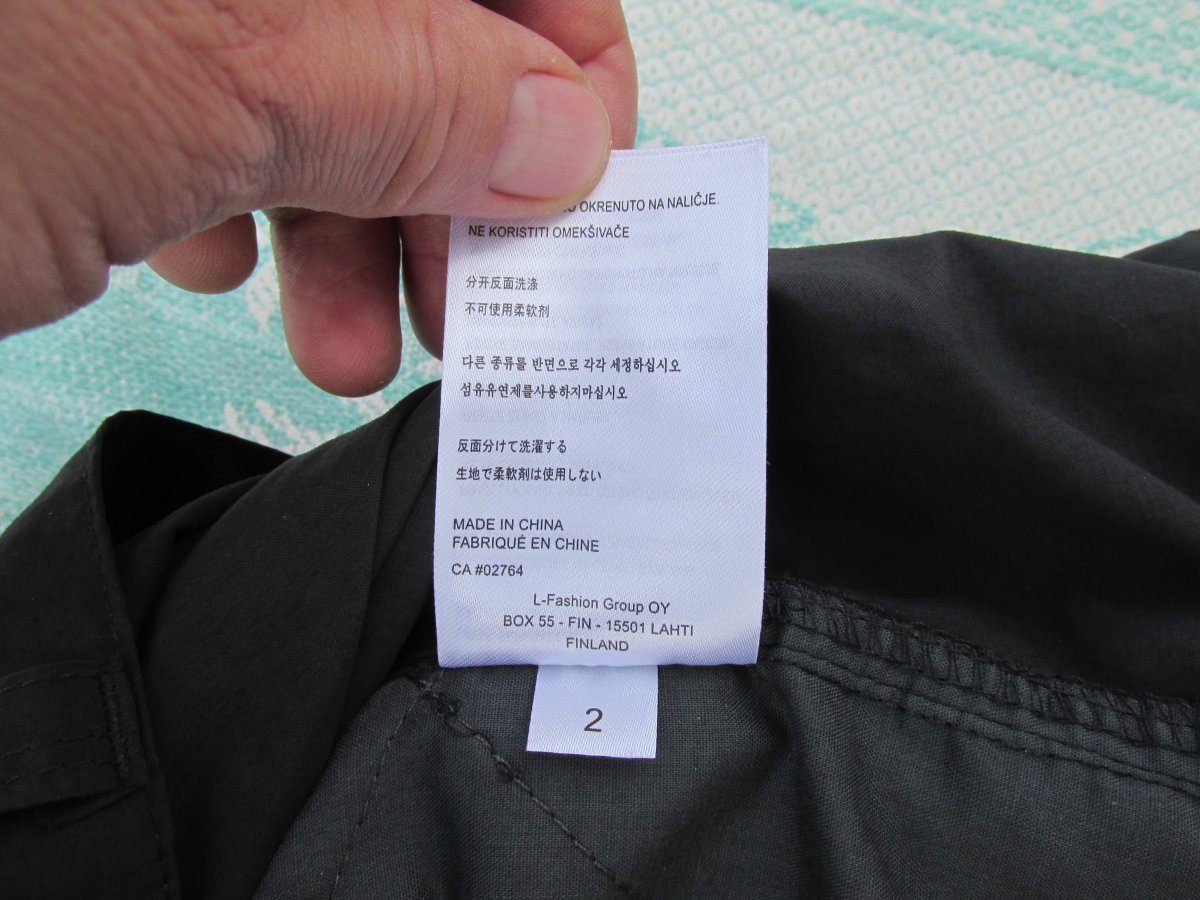 OKRENUTO NA NALIČJE.
NE KORISTITI OMEKŠIVAČE
分开反面洗涤
不可使用柔软剂
다른 종류를 반면으로 각각 세정하십시오
섬유유연제를사용하지마십시오
反面分けて洗濯する
生地で柔軟剤は使用しない
MADE IN CHINA
FABRIQUÉ EN CHINE
CA #02764
L-Fashion Group OY
BOX 55 - FIN - 15501 LAHTI
FINLAND
2